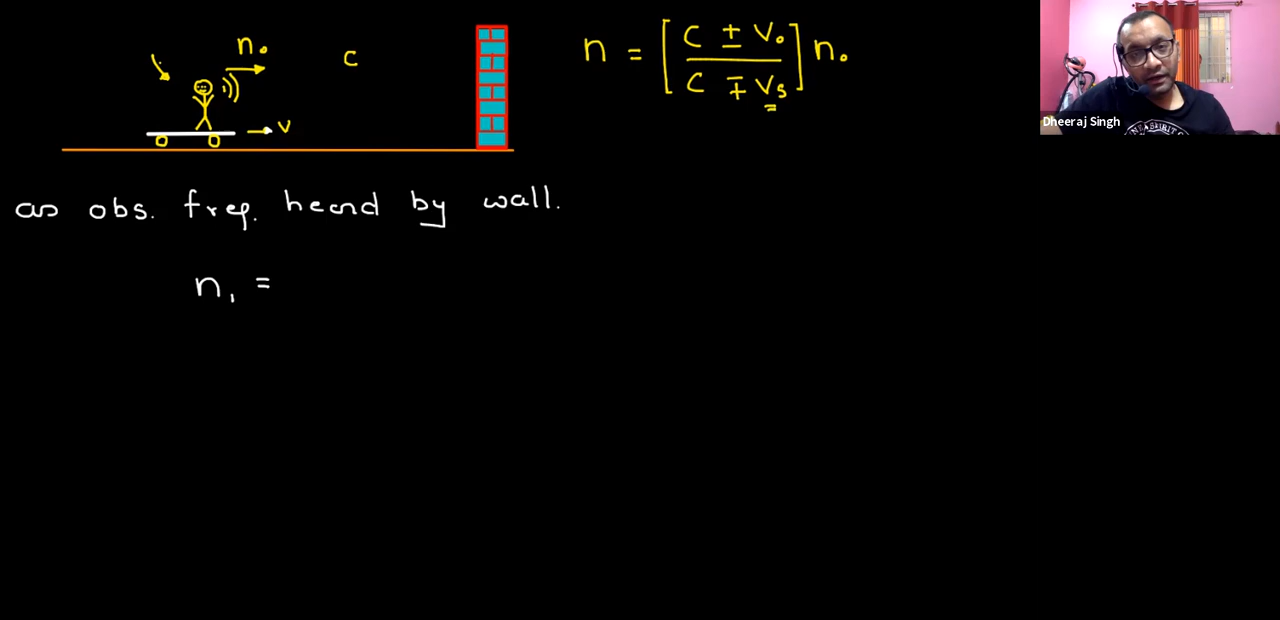 n₀
c
v
n = [ (c ± v₀) / (c ∓ vₛ) ] n₀
Dheeraj Singh
as obs. freq. heard by wall.
n₁ =